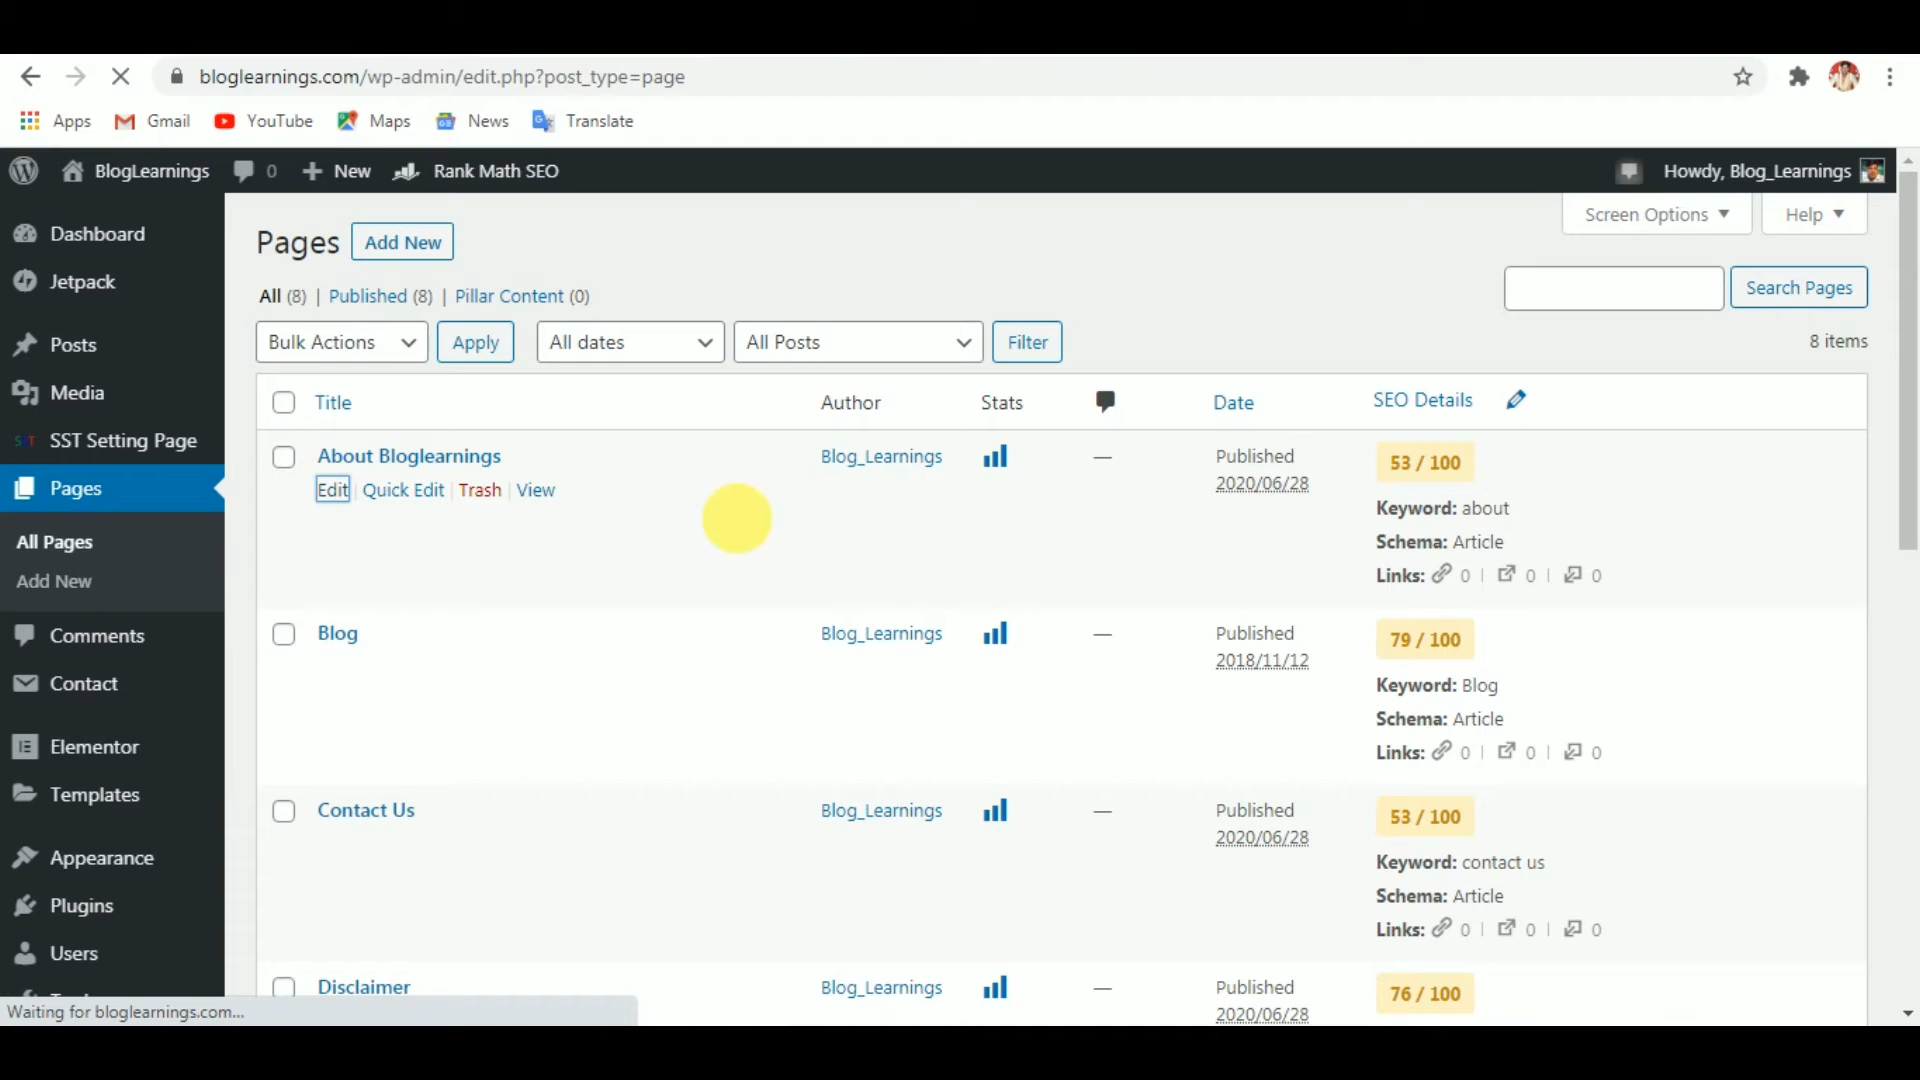 bloglearnings.com/wp-admin/edit.php?post_type=page
Apps Gmail YouTube Maps News Translate
BlogLearnings 0 New Rank Math SEO Howdy, Blog_Learnings
Screen Options Help
Dashboard
Jetpack
Posts
Media
SST SST Setting Page
Pages
All Pages
Add New
Comments
Contact
Elementor
Templates
Appearance
Plugins
Users
Pages Add New
All (8) | Published (8) | Pillar Content (0)
Search Pages
Bulk Actions Apply All dates All Posts Filter 8 items
Title Author Stats Date SEO Details
About Bloglearnings Blog_Learnings — Published 53 / 100
2020/06/28
Edit | Quick Edit | Trash | View
Keyword: about
Schema: Article
Links: 0 | 0 | 0
Blog Blog_Learnings — Published 79 / 100
2018/11/12
Keyword: Blog
Schema: Article
Links: 0 | 0 | 0
Contact Us Blog_Learnings — Published 53 / 100
2020/06/28
Keyword: contact us
Schema: Article
Links: 0 | 0 | 0
Disclaimer Blog_Learnings — Published 76 / 100
2020/06/28
Waiting for bloglearnings.com...